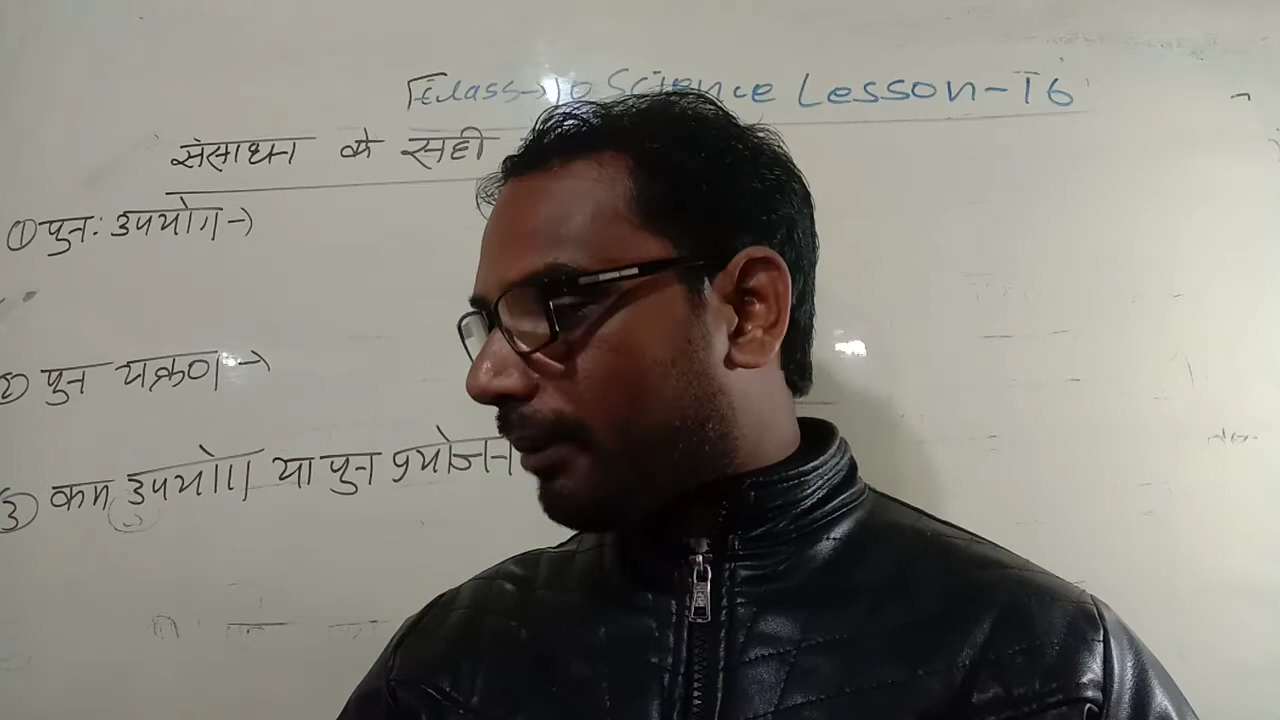 Class→10 Science Lesson-16
संसाधन के सही
① पुन: उपयोग→
② पुन चक्रण→
③ कम उपयोग या पुन प्रयोजन